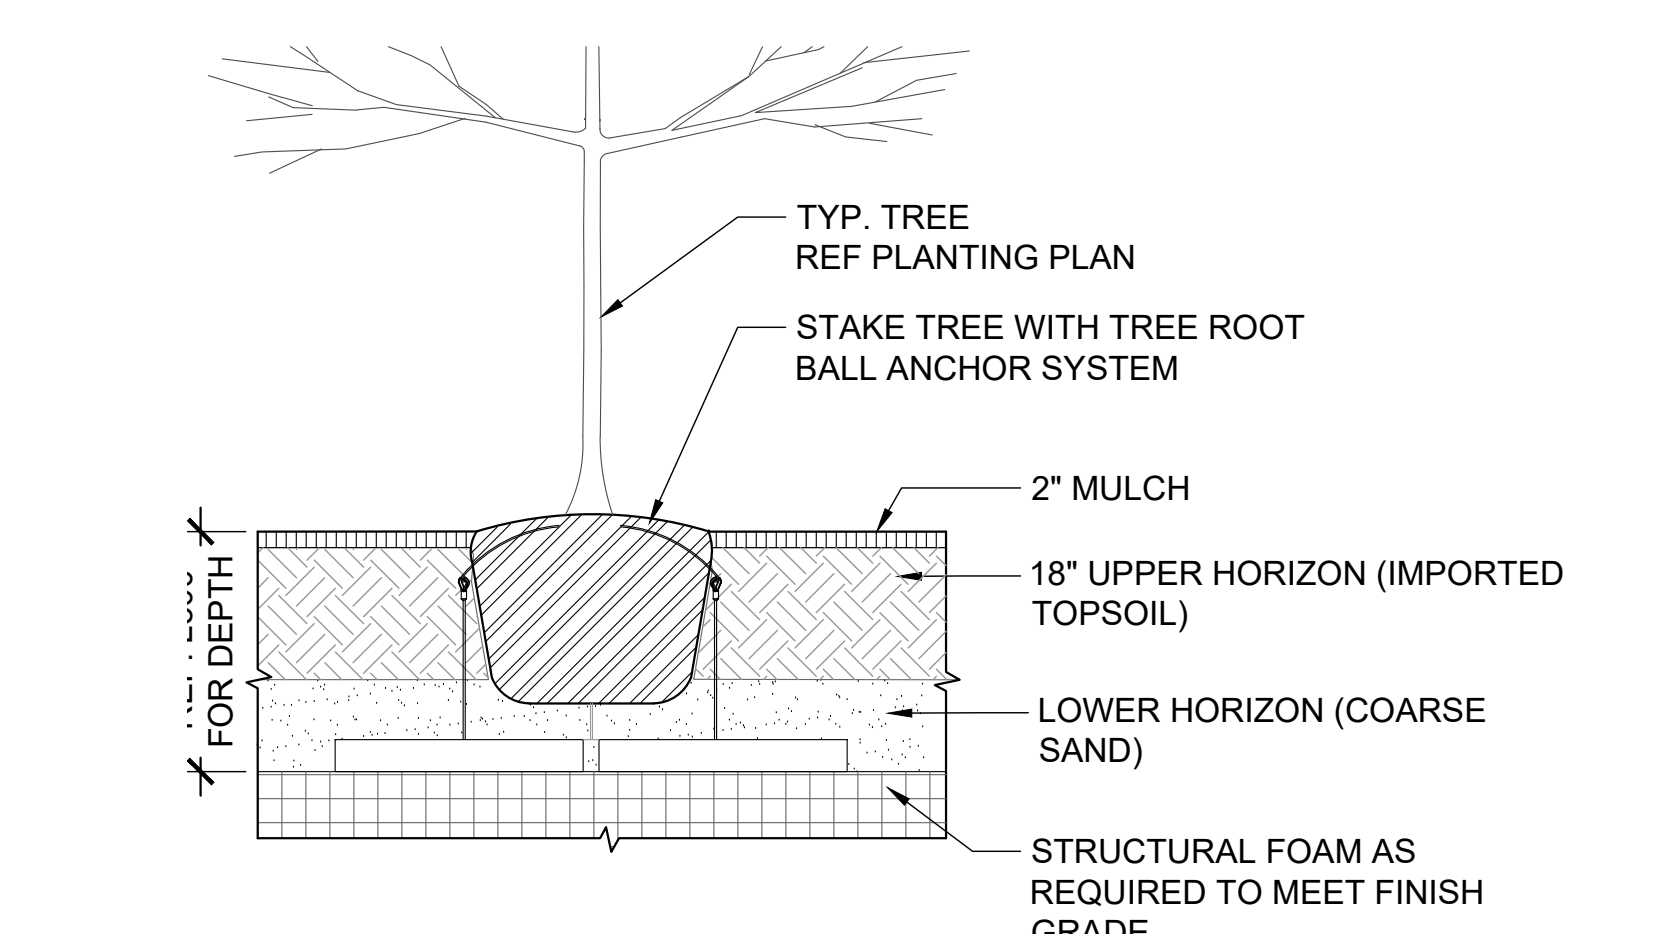 TYP. TREE
REF PLANTING PLAN
STAKE TREE WITH TREE ROOT
BALL ANCHOR SYSTEM
2" MULCH
18" UPPER HORIZON (IMPORTED
TOPSOIL)
LOWER HORIZON (COARSE
SAND)
STRUCTURAL FOAM AS
REQUIRED TO MEET FINISH
GRADE
FOR DEPTH